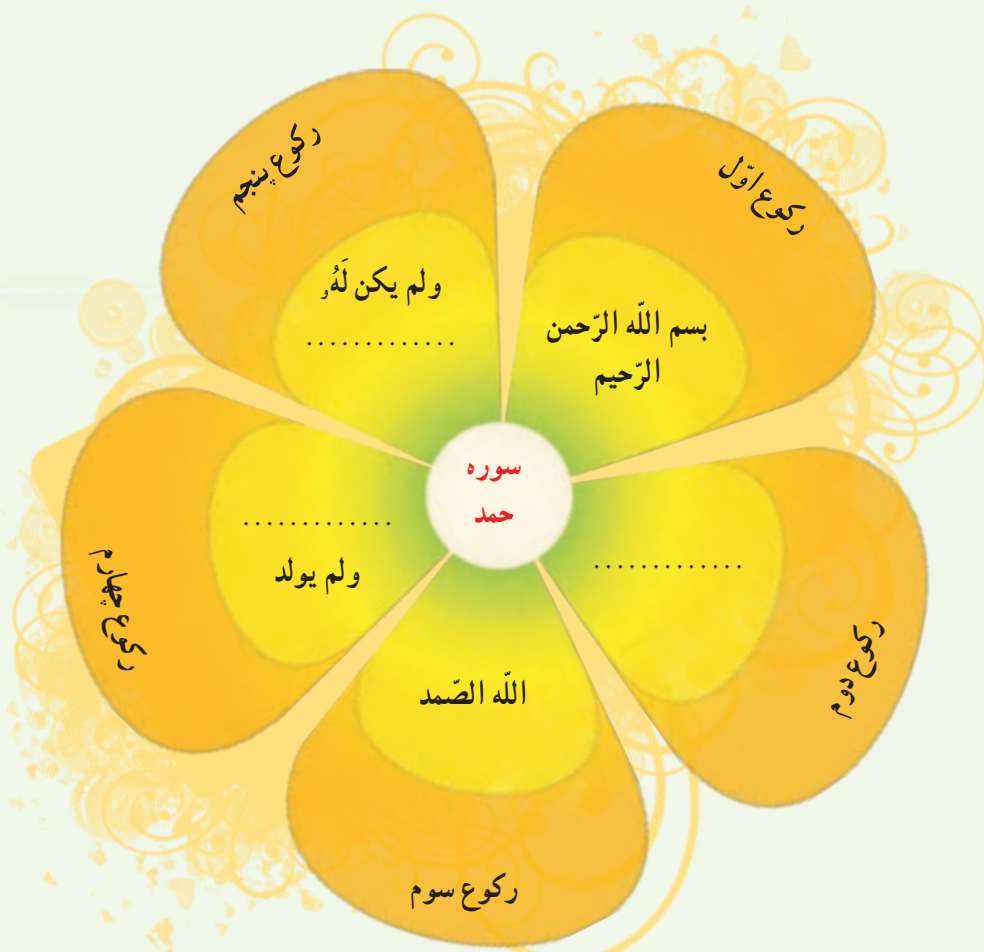 سوره
حمد
رکوع اوّل
بسم اللّه الرّحمن
الرّحیم
رکوع دوم
.............
رکوع سوم
اللّه الصّمد
رکوع چهارم
.............
ولم یولد
رکوع پنجم
ولم یکن لَهُۥ
.............